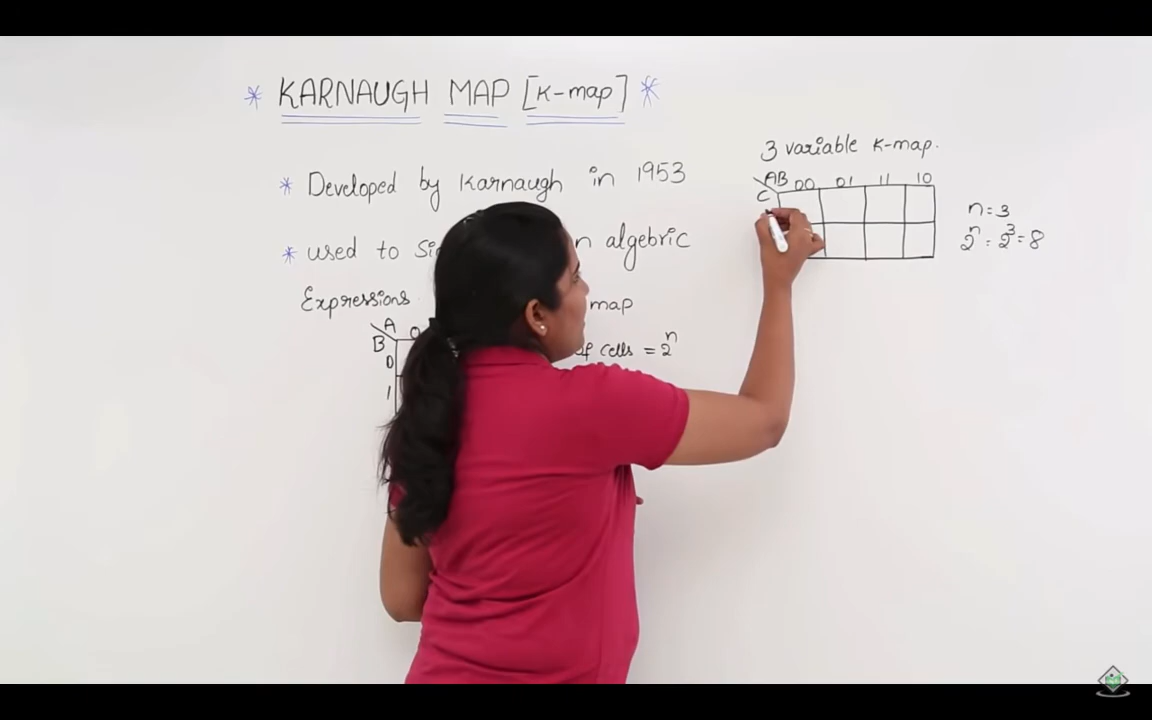 * KARNAUGH MAP [K-map] *
* Developed by Karnaugh in 1953
* used to n algebric
Expressions. map
A
B
0
1
of cells = 2^n
3 variable K-map.
AB 00 01 11 10
C
n = 3
2^n = 2^3 = 8